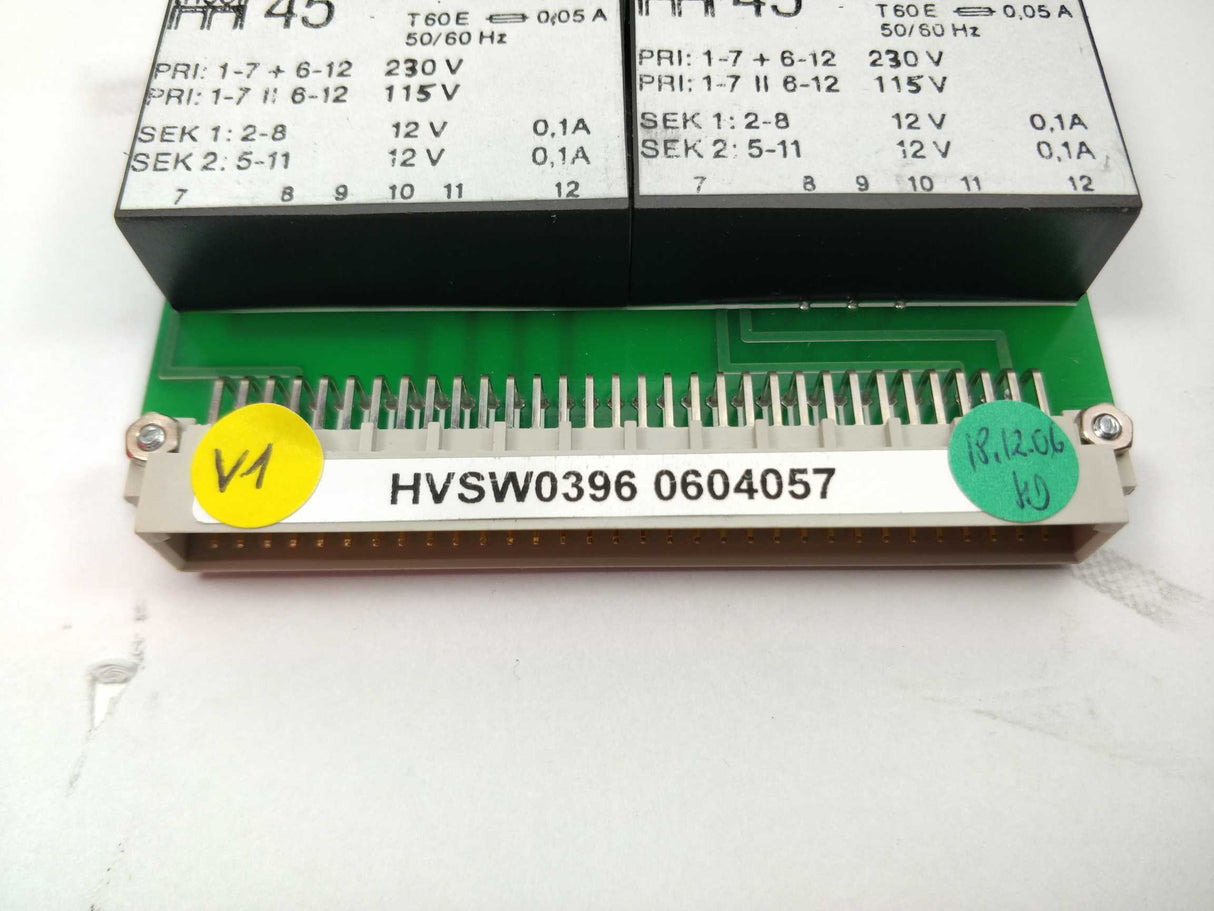 45
T60E 0,05 A
50/60 Hz
PRI: 1-7 + 6-12 230 V
PRI: 1-7 II 6-12 115 V
SEK 1: 2-8 12 V 0,1A
SEK 2: 5-11 12 V 0,1A
7 8 9 10 11 12
45
T60E 0,05 A
50/60 Hz
PRI: 1-7 + 6-12 230 V
PRI: 1-7 II 6-12 115 V
SEK 1: 2-8 12 V 0,1A
SEK 2: 5-11 12 V 0,1A
7 8 9 10 11 12
V1
HVSW0396 0604057
18.12.06